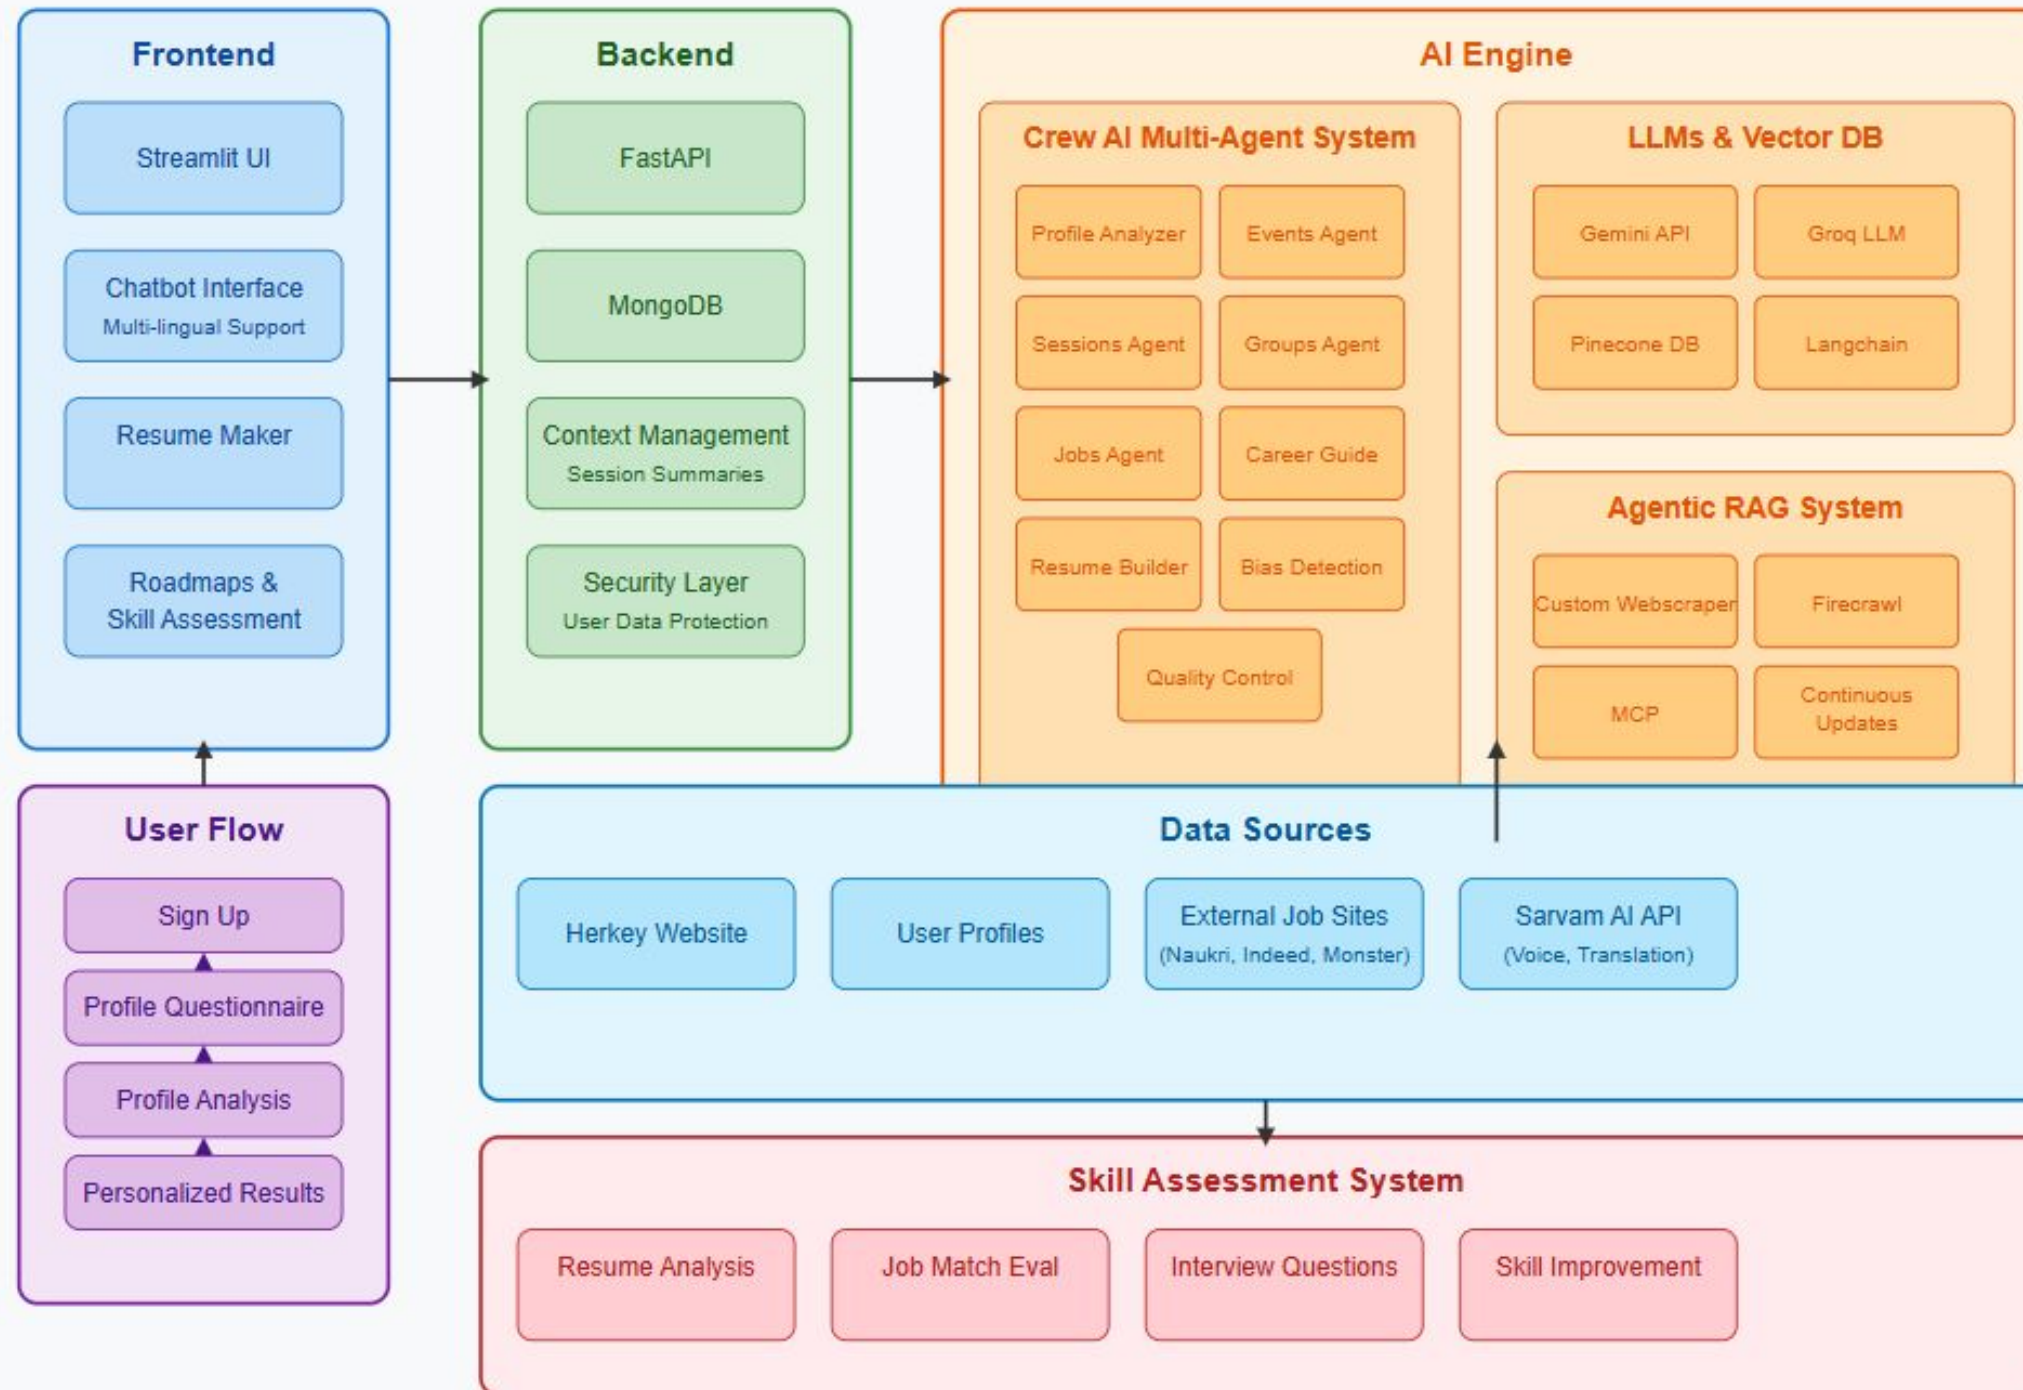 Frontend
Streamlit UI
Chatbot Interface
Multi-lingual Support
Resume Maker
Roadmaps &
Skill Assessment
Backend
FastAPI
MongoDB
Context Management
Session Summaries
Security Layer
User Data Protection
AI Engine
Crew AI Multi-Agent System
Profile Analyzer
Events Agent
Sessions Agent
Groups Agent
Jobs Agent
Career Guide
Resume Builder
Bias Detection
Quality Control
LLMs & Vector DB
Gemini API
Groq LLM
Pinecone DB
Langchain
Agentic RAG System
Custom Webscraper
Firecrawl
MCP
Continuous
Updates
User Flow
Sign Up
Profile Questionnaire
Profile Analysis
Personalized Results
Data Sources
Herkey Website
User Profiles
External Job Sites
(Naukri, Indeed, Monster)
Sarvam AI API
(Voice, Translation)
Skill Assessment System
Resume Analysis
Job Match Eval
Interview Questions
Skill Improvement